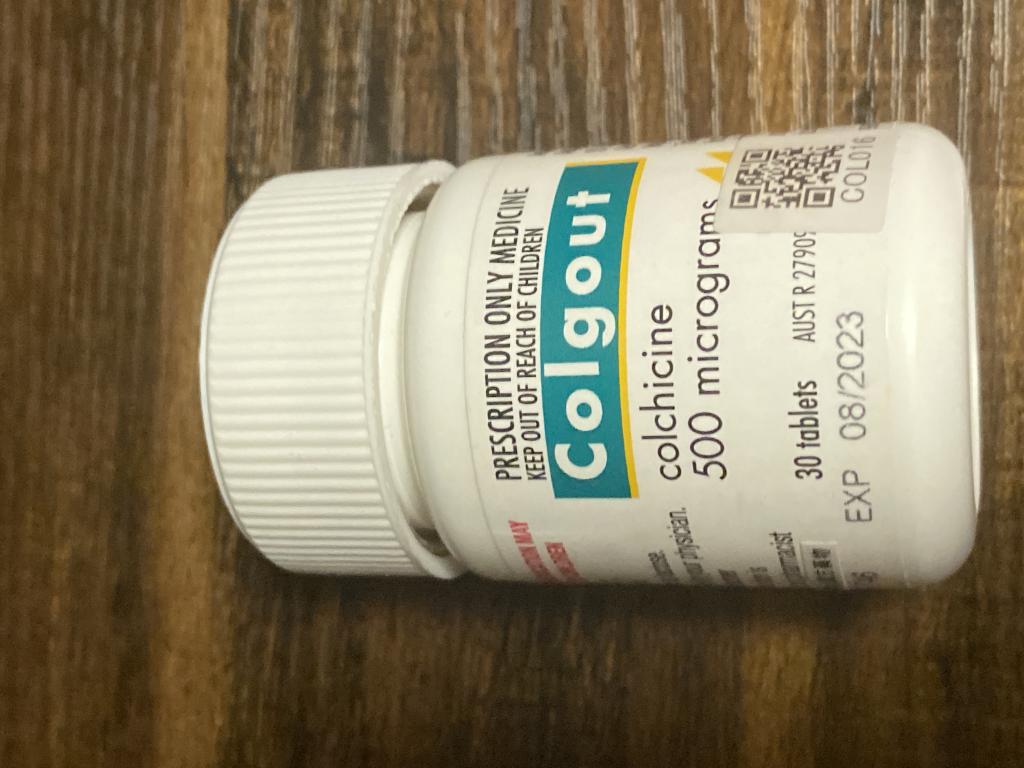 PRESCRIPTION ONLY MEDICINE
KEEP OUT OF REACH OF CHILDREN
Colgout
colchicine
500 micrograms
30 tablets AUST R 27909
EXP 08/2023
COL016
MAY
physician.